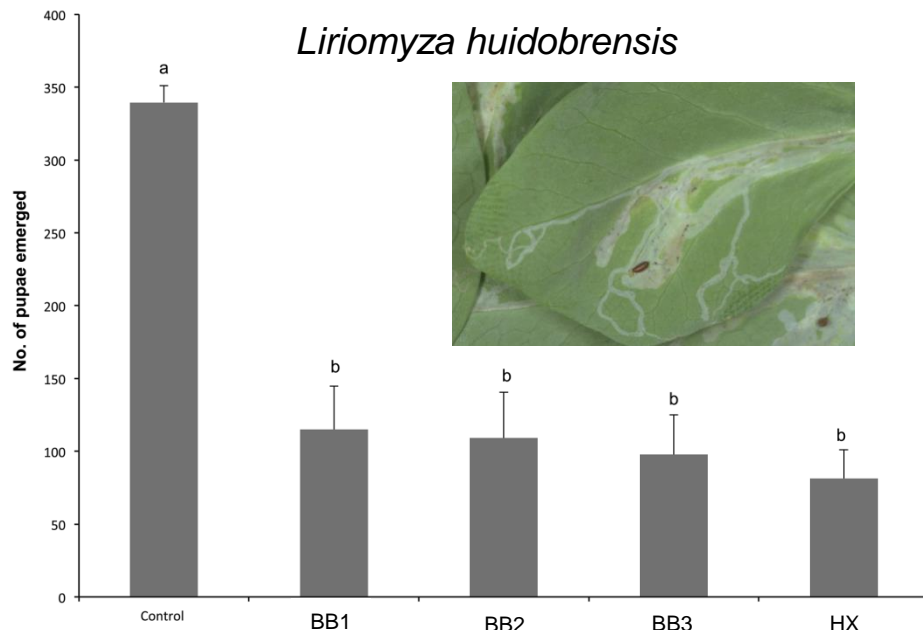 Liriomyza huidobrensis
No. of pupae emerged
400
350
300
250
200
150
100
50
0
a
b
b
b
b
Control
BB1
BB2
BB3
HX